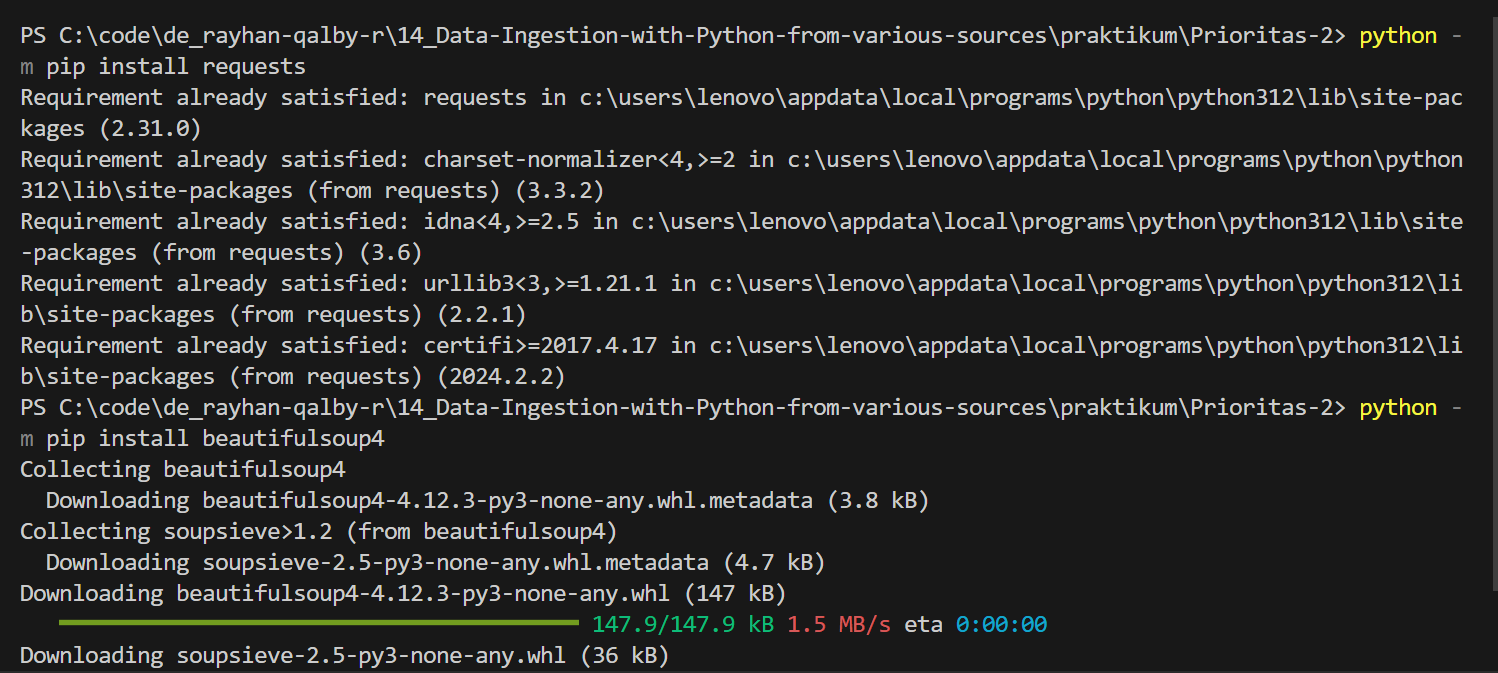 PS C:\code\de_rayhan-qalby-r\14_Data-Ingestion-with-Python-from-various-sources\praktikum\Prioritas-2> python -
m pip install requests
Requirement already satisfied: requests in c:\users\lenovo\appdata\local\programs\python\python312\lib\site-pac
kages (2.31.0)
Requirement already satisfied: charset-normalizer<4,>=2 in c:\users\lenovo\appdata\local\programs\python\python
312\lib\site-packages (from requests) (3.3.2)
Requirement already satisfied: idna<4,>=2.5 in c:\users\lenovo\appdata\local\programs\python\python312\lib\site
-packages (from requests) (3.6)
Requirement already satisfied: urllib3<3,>=1.21.1 in c:\users\lenovo\appdata\local\programs\python\python312\li
b\site-packages (from requests) (2.2.1)
Requirement already satisfied: certifi>=2017.4.17 in c:\users\lenovo\appdata\local\programs\python\python312\li
b\site-packages (from requests) (2024.2.2)
PS C:\code\de_rayhan-qalby-r\14_Data-Ingestion-with-Python-from-various-sources\praktikum\Prioritas-2> python -
m pip install beautifulsoup4
Collecting beautifulsoup4
  Downloading beautifulsoup4-4.12.3-py3-none-any.whl.metadata (3.8 kB)
Collecting soupsieve>1.2 (from beautifulsoup4)
  Downloading soupsieve-2.5-py3-none-any.whl.metadata (4.7 kB)
Downloading beautifulsoup4-4.12.3-py3-none-any.whl (147 kB)
147.9/147.9 kB 1.5 MB/s eta 0:00:00
Downloading soupsieve-2.5-py3-none-any.whl (36 kB)